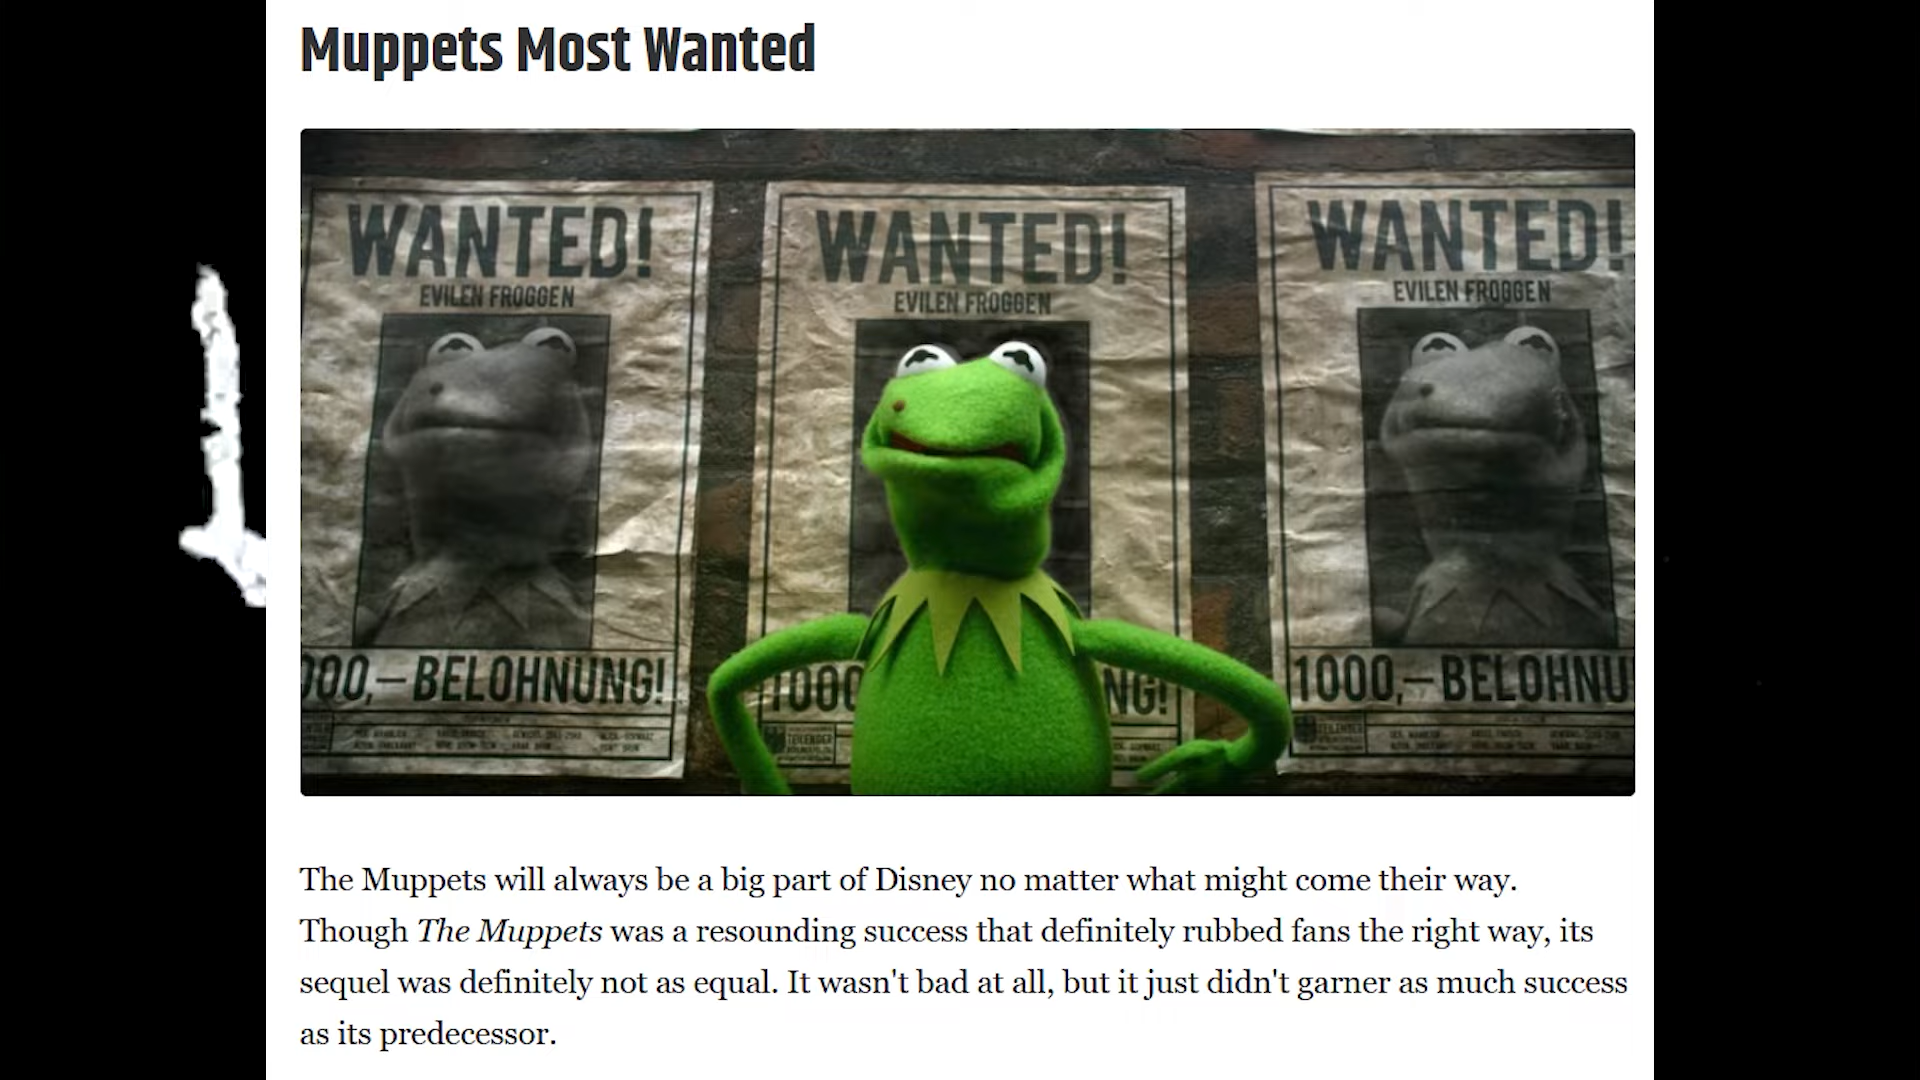 Muppets Most Wanted
WANTED! WANTED! WANTED!
EVILEN FROGGEN EVILEN FROGGEN EVILEN FROGGEN
000,– BELOHNUNG! 1000 NG! 1000,– BELOHNU
The Muppets will always be a big part of Disney no matter what might come their way.
Though The Muppets was a resounding success that definitely rubbed fans the right way, its
sequel was definitely not as equal. It wasn't bad at all, but it just didn't garner as much success
as its predecessor.